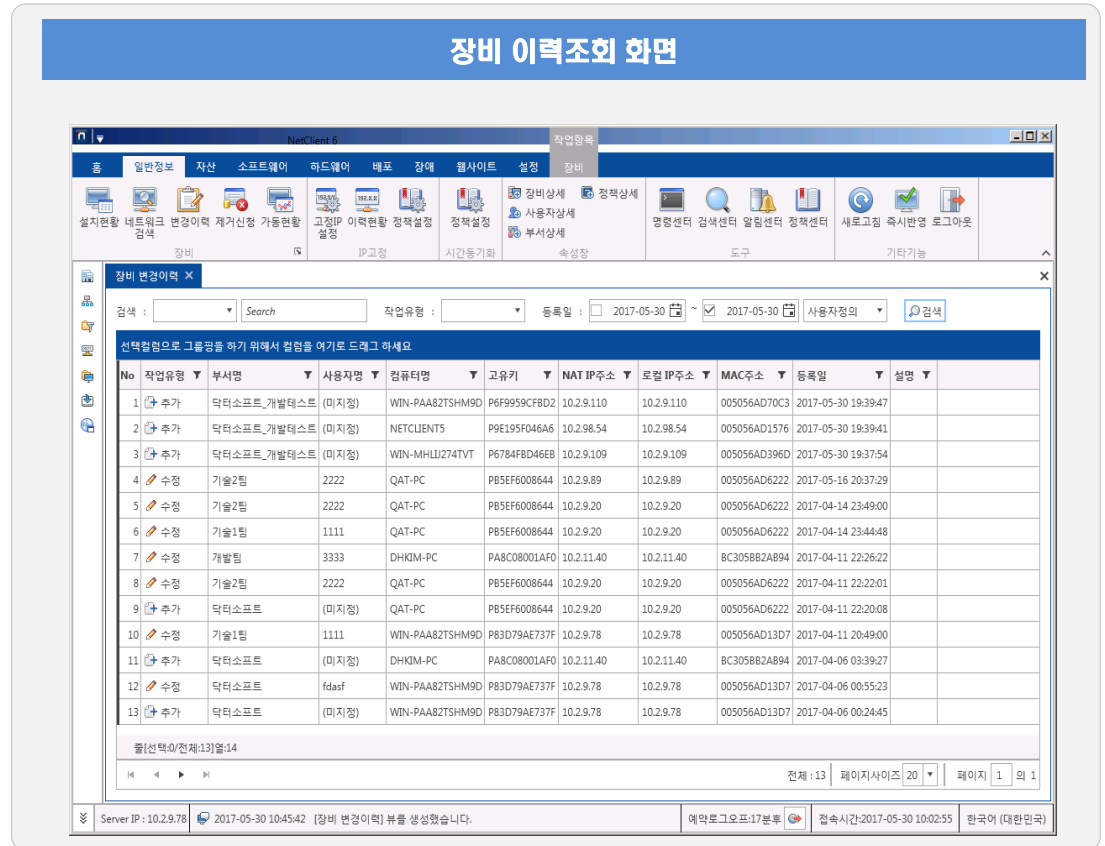 장비 이력조회 화면
n
NetClient 6
작업항목
홈 일반정보 자산 소프트웨어 하드웨어 배포 장애 웹사이트 설정 장비
설치현황 네트워크 검색 변경이력 제거신청 가동현황
고정IP 설정 이력현황 정책설정
정책설정
장비상세 정책상세
사용자상세
부서상세
명령센터 검색센터 알림센터 정책센터
새로고침 즉시반영 로그아웃
장비 IP고정 시간동기화 속성창 도구 기타기능
장비 변경이력
검색 : Search 작업유형 : 등록일 : 2017-05-30 ~ 2017-05-30 사용자정의 검색
선택컬럼으로 그룹핑을 하기 위해서 컬럼을 여기로 드래그 하세요
No 작업유형 부서명 사용자명 컴퓨터명 고유키 NAT IP주소 로컬 IP주소 MAC주소 등록일 설명
1 추가 닥터소프트_개발테스트 (미지정) WIN-PAA82TSHM9D P6F9959CFBD2 10.2.9.110 10.2.9.110 005056AD70C3 2017-05-30 19:39:47
2 추가 닥터소프트_개발테스트 (미지정) NETCLIENT5 P9E195F046A6 10.2.98.54 10.2.98.54 005056AD1576 2017-05-30 19:39:41
3 추가 닥터소프트_개발테스트 (미지정) WIN-MHLIJ274TVT P6784FBD46EB 10.2.9.109 10.2.9.109 005056AD396D 2017-05-30 19:37:54
4 수정 기술2팀 2222 QAT-PC PB5EF6008644 10.2.9.89 10.2.9.89 005056AD6222 2017-05-16 20:37:29
5 수정 기술2팀 2222 QAT-PC PB5EF6008644 10.2.9.20 10.2.9.20 005056AD6222 2017-04-14 23:49:00
6 수정 기술1팀 1111 QAT-PC PB5EF6008644 10.2.9.20 10.2.9.20 005056AD6222 2017-04-14 23:44:48
7 수정 개발팀 3333 DHKIM-PC PA8C08001AF0 10.2.11.40 10.2.11.40 BC305BB2AB94 2017-04-11 22:26:22
8 수정 기술2팀 2222 QAT-PC PB5EF6008644 10.2.9.20 10.2.9.20 005056AD6222 2017-04-11 22:22:01
9 추가 닥터소프트 (미지정) QAT-PC PB5EF6008644 10.2.9.20 10.2.9.20 005056AD6222 2017-04-11 22:20:08
10 수정 기술1팀 1111 WIN-PAA82TSHM9D P83D79AE737F 10.2.9.78 10.2.9.78 005056AD13D7 2017-04-11 20:49:00
11 추가 닥터소프트 (미지정) DHKIM-PC PA8C08001AF0 10.2.11.40 10.2.11.40 BC305BB2AB94 2017-04-06 03:39:27
12 수정 닥터소프트 fdasf WIN-PAA82TSHM9D P83D79AE737F 10.2.9.78 10.2.9.78 005056AD13D7 2017-04-06 00:55:23
13 추가 닥터소프트 (미지정) WIN-PAA82TSHM9D P83D79AE737F 10.2.9.78 10.2.9.78 005056AD13D7 2017-04-06 00:24:45
줄[선택:0/전체:13]열:14
전체 : 13 페이지사이즈 20 페이지 1 의 1
Server IP : 10.2.9.78 2017-05-30 10:45:42 [장비 변경이력] 뷰를 생성했습니다. 예약로그오프:17분후 접속시간:2017-05-30 10:02:55 한국어 (대한민국)